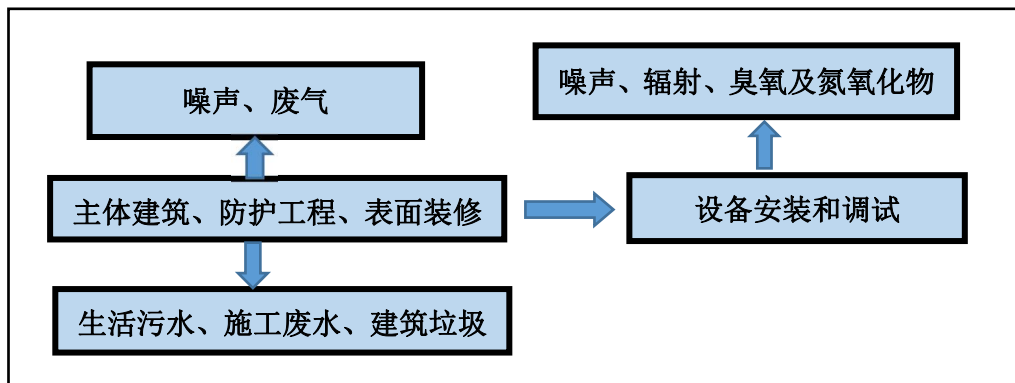 噪声、废气
噪声、辐射、臭氧及氮氧化物
主体建筑、防护工程、表面装修
设备安装和调试
生活污水、施工废水、建筑垃圾